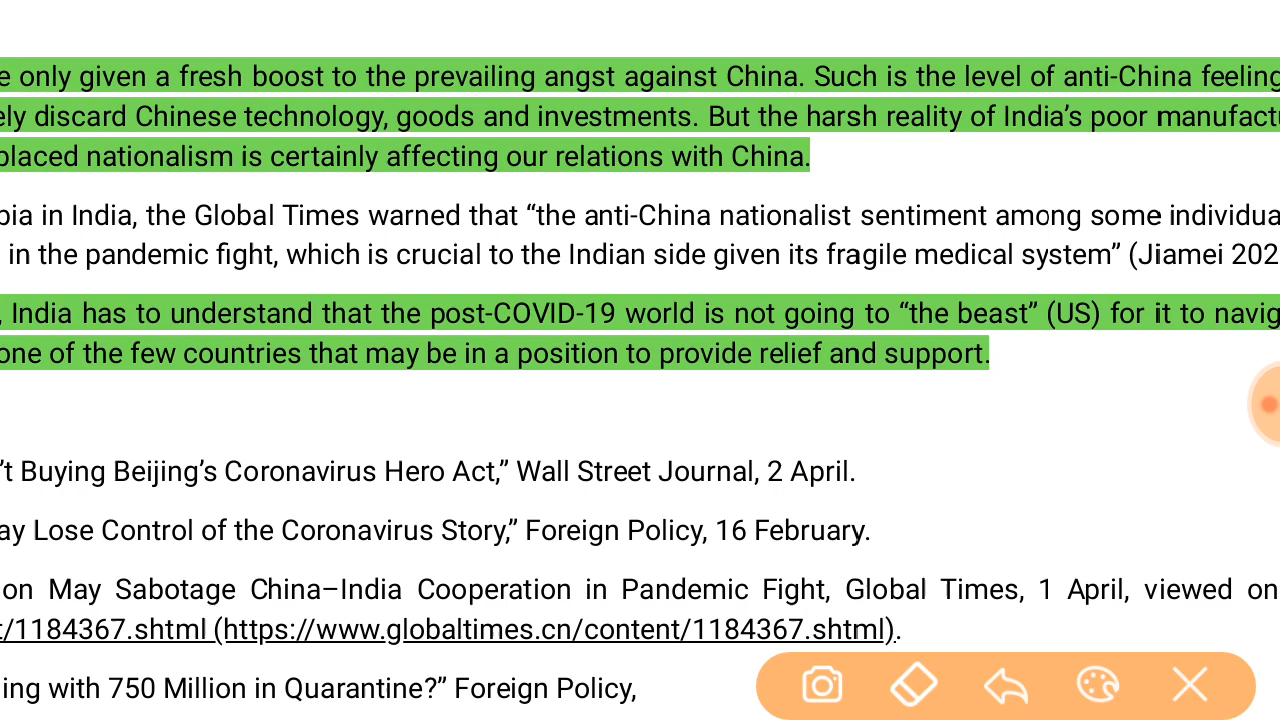 e only given a fresh boost to the prevailing angst against China. Such is the level of anti-China feeling
ely discard Chinese technology, goods and investments. But the harsh reality of India’s poor manufact
placed nationalism is certainly affecting our relations with China.
bia in India, the Global Times warned that “the anti-China nationalist sentiment among some individua
in the pandemic fight, which is crucial to the Indian side given its fragile medical system” (Jiamei 202
, India has to understand that the post-COVID-19 world is not going to “the beast” (US) for it to navig
one of the few countries that may be in a position to provide relief and support.
’t Buying Beijing’s Coronavirus Hero Act,” Wall Street Journal, 2 April.
ay Lose Control of the Coronavirus Story,” Foreign Policy, 16 February.
on May Sabotage China–India Cooperation in Pandemic Fight, Global Times, 1 April, viewed on
t/1184367.shtml (https://www.globaltimes.cn/content/1184367.shtml).
ing with 750 Million in Quarantine?” Foreign Policy,